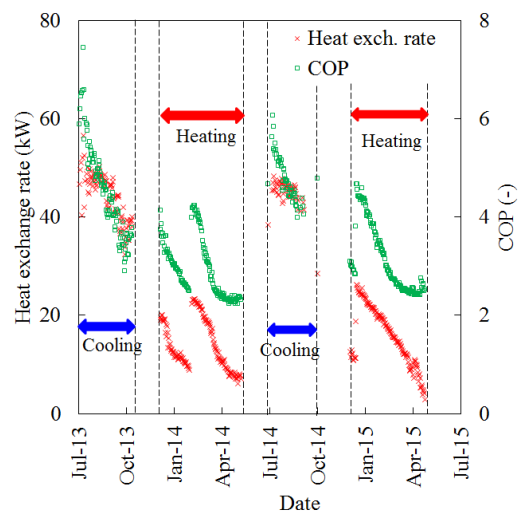 Heat exchange rate (kW)
80
60
40
20
0
× Heat exch. rate
COP
Heating
Heating
Cooling
Cooling
8
6
4
2
0
COP (-)
Jul-13
Oct-13
Jan-14
Apr-14
Jul-14
Oct-14
Jan-15
Apr-15
Jul-15
Date